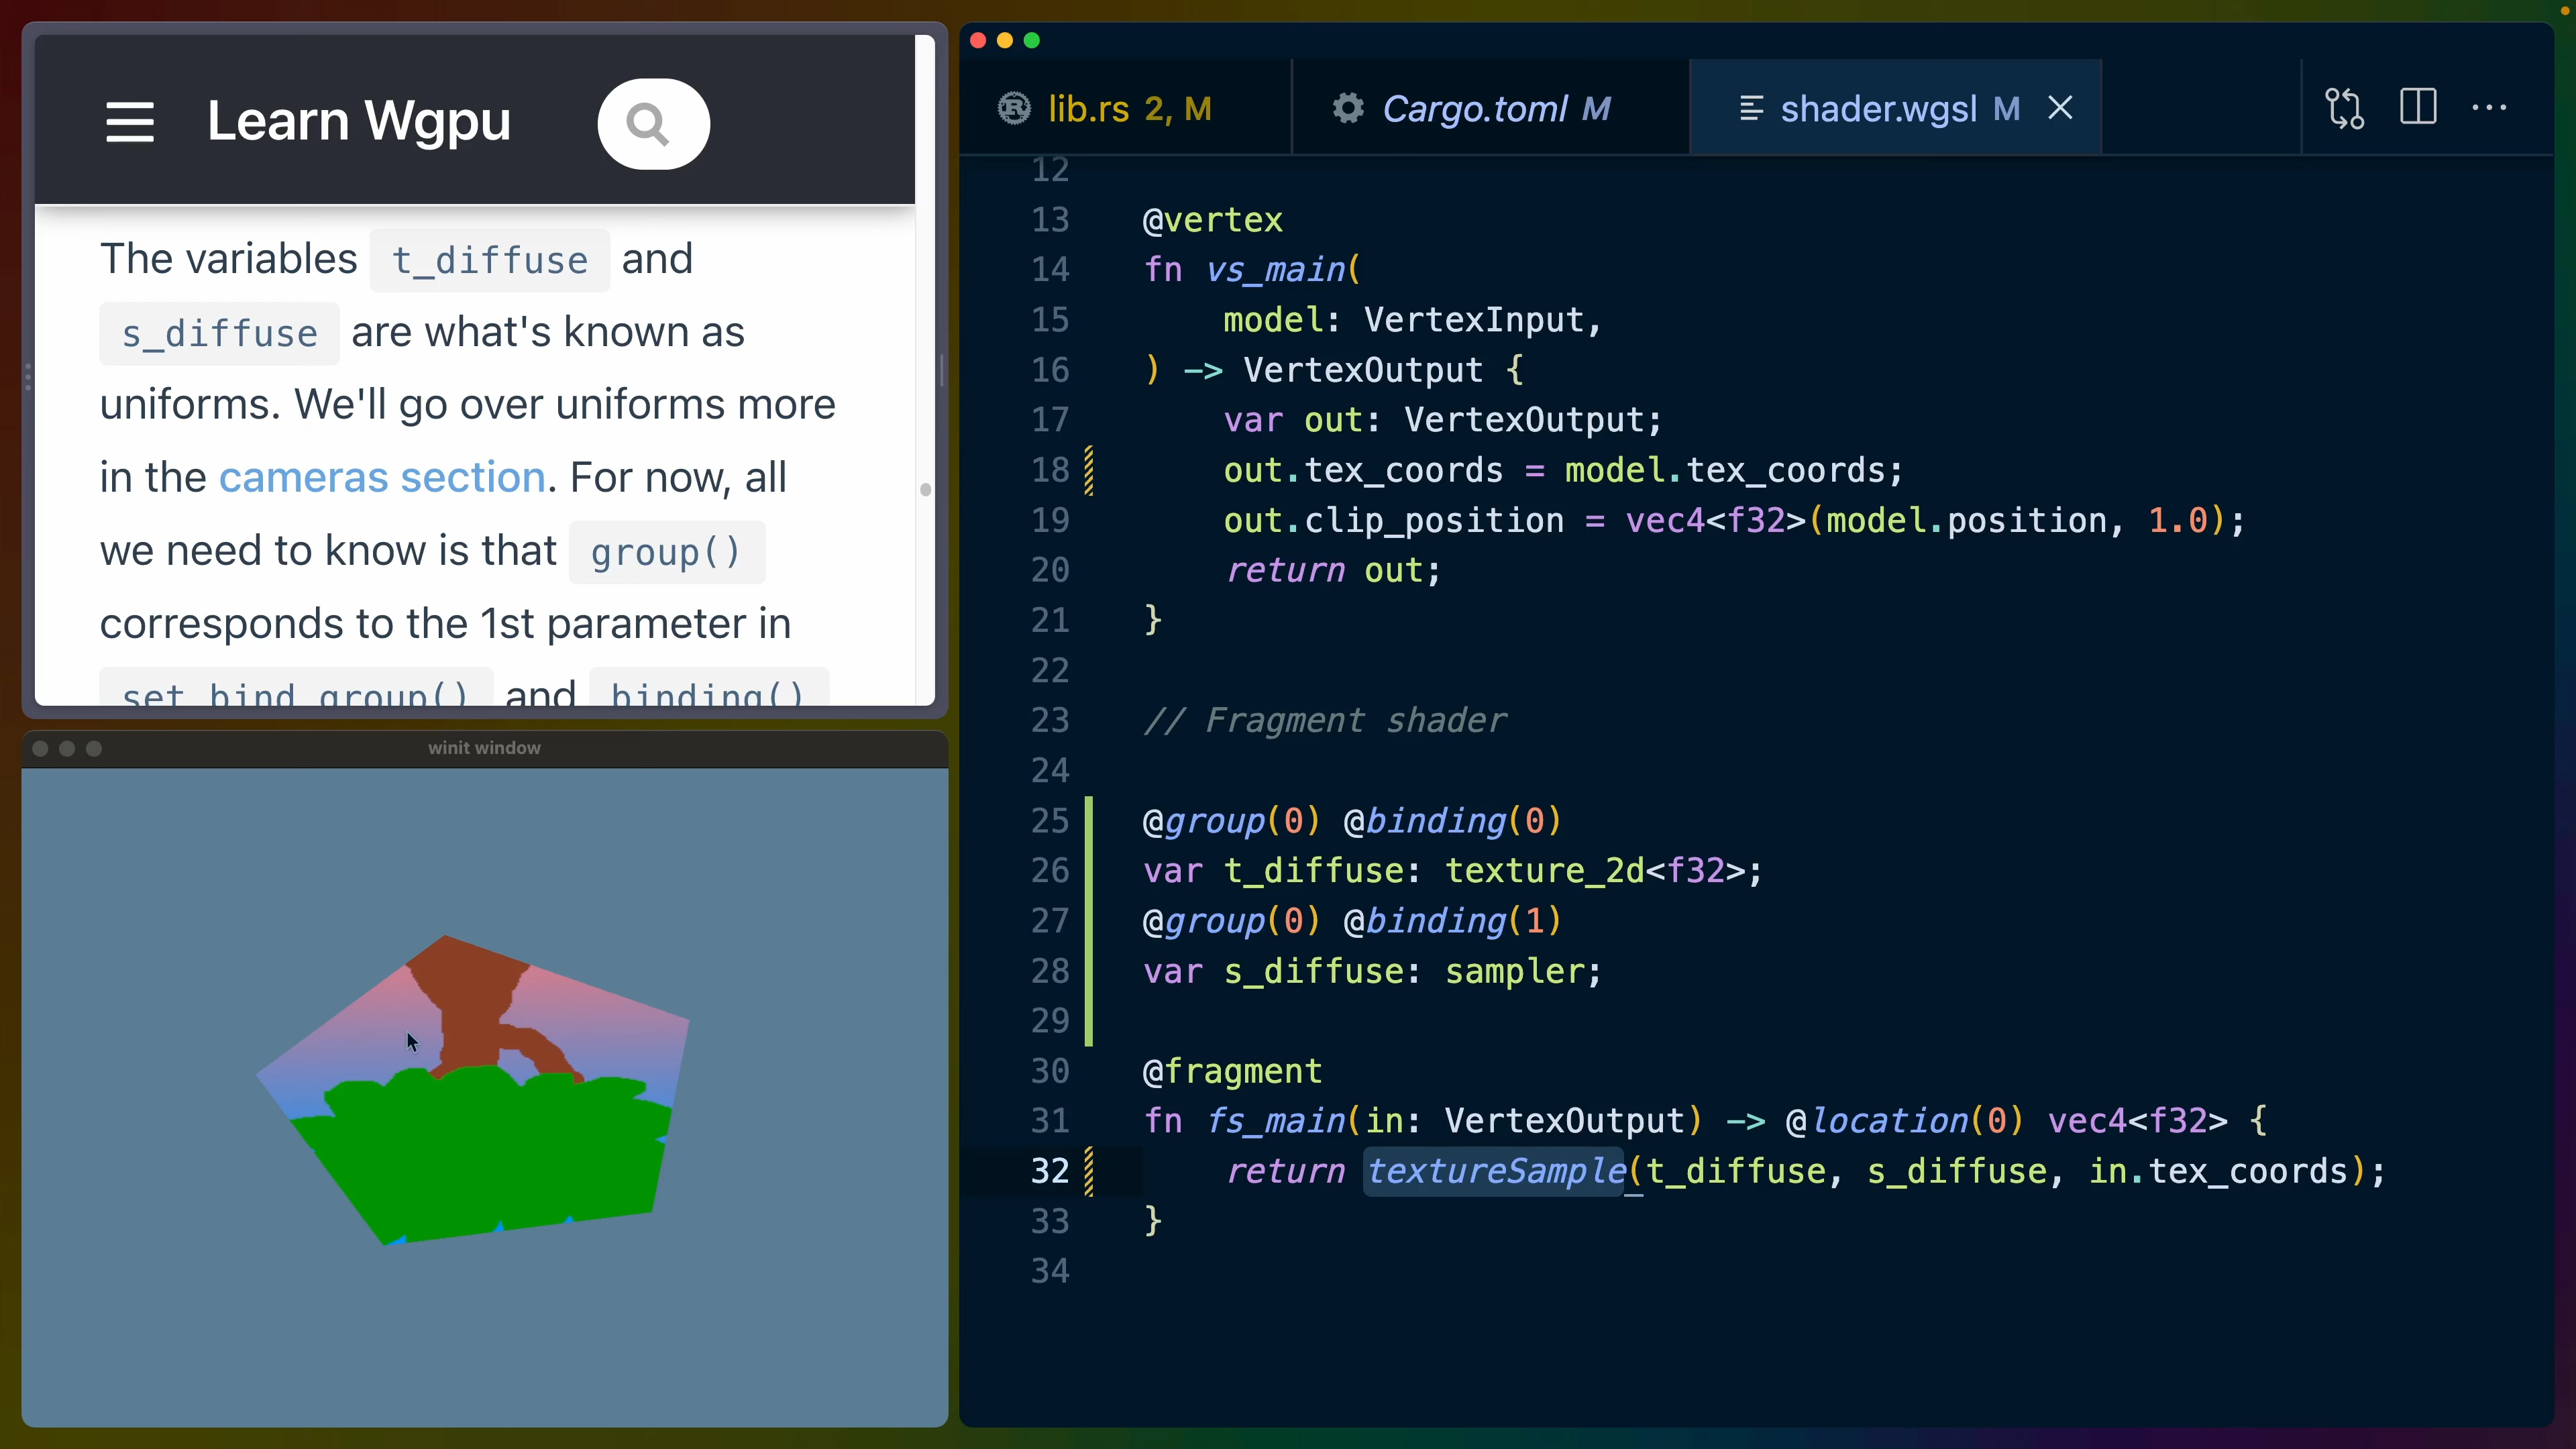 Learn Wgpu
The variables t_diffuse and
s_diffuse are what's known as
uniforms. We'll go over uniforms more
in the cameras section. For now, all
we need to know is that group()
corresponds to the 1st parameter in
set_bind_group() and binding()
winit window
lib.rs 2, M
Cargo.toml M
shader.wgsl M
12
13 @vertex
14 fn vs_main(
15 model: VertexInput,
16 ) -> VertexOutput {
17 var out: VertexOutput;
18 out.tex_coords = model.tex_coords;
19 out.clip_position = vec4<f32>(model.position, 1.0);
20 return out;
21 }
22
23 // Fragment shader
24
25 @group(0) @binding(0)
26 var t_diffuse: texture_2d<f32>;
27 @group(0) @binding(1)
28 var s_diffuse: sampler;
29
30 @fragment
31 fn fs_main(in: VertexOutput) -> @location(0) vec4<f32> {
32 return textureSample(t_diffuse, s_diffuse, in.tex_coords);
33 }
34